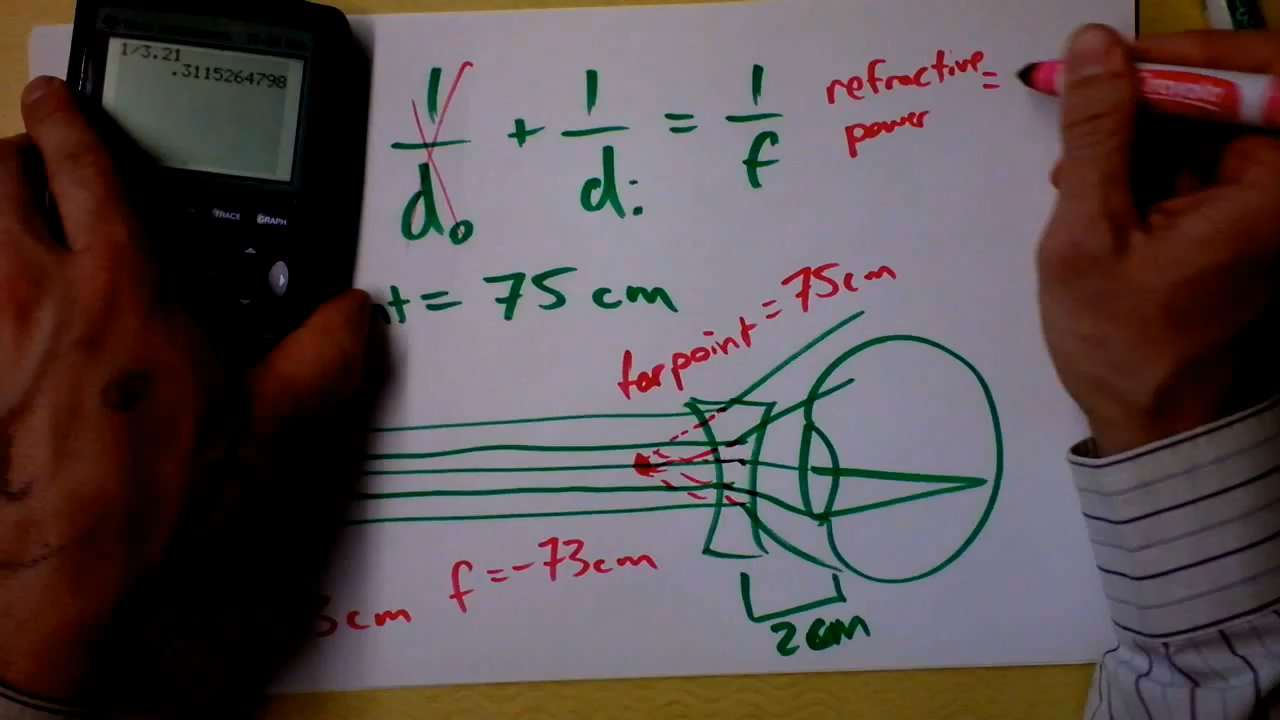 1/3.21
.3115264798
TRACE GRAPH
1/d₀ + 1/dᵢ = 1/f
refractive =
power
= 75 cm
farpoint = 75cm
f = -73cm
3cm
2cm